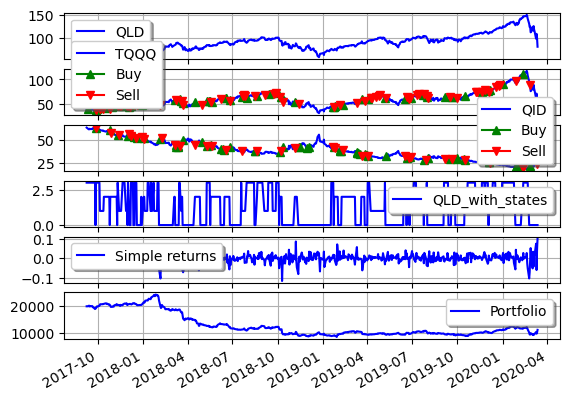 150
100
QLD
TQQQ
Buy
Sell
100
50
QID
Buy
Sell
50
25
2.5
0.0
QLD_with_states
0.1
0.0
-0.1
Simple returns
20000
10000
Portfolio
2017-10
2018-01
2018-04
2018-07
2018-10
2019-01
2019-04
2019-07
2019-10
2020-01
2020-04